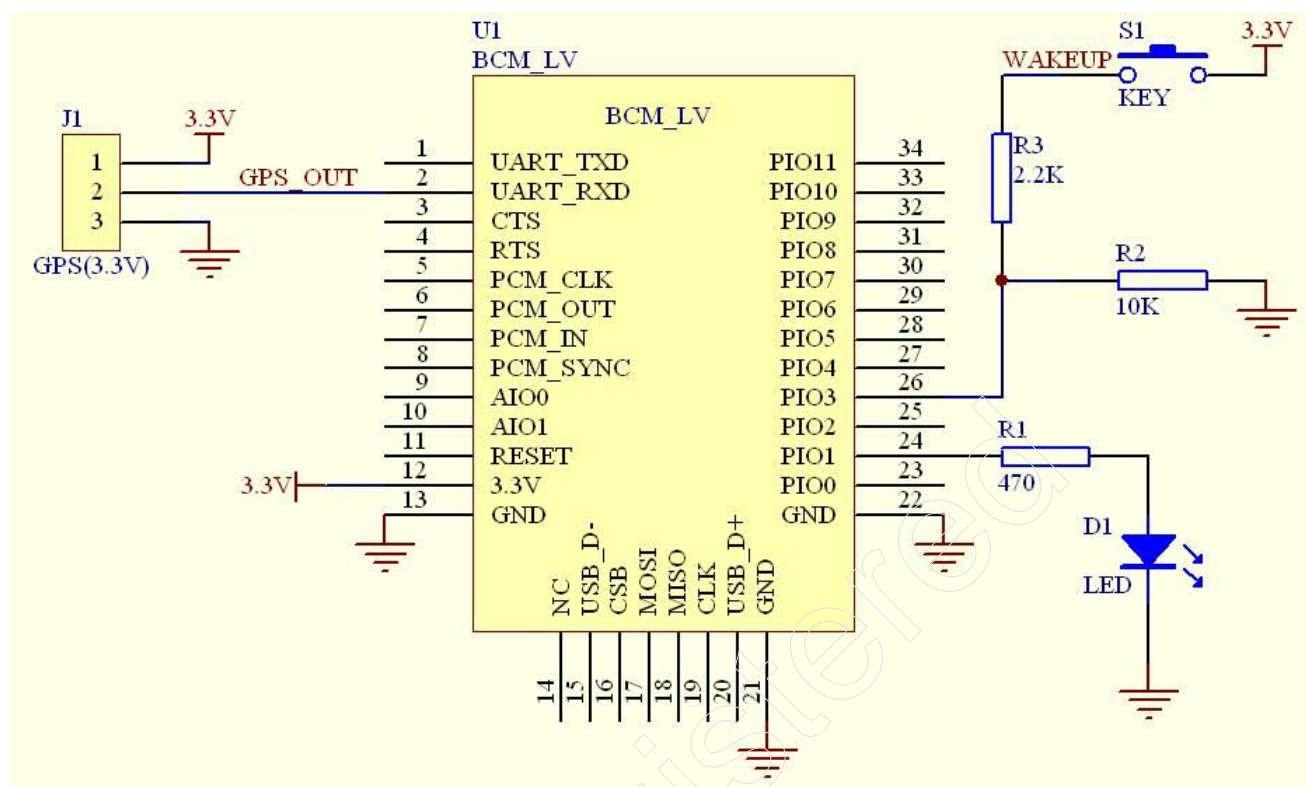 U1
BCM_LV
BCM_LV
J1
3.3V
1
2
3
GPS_OUT
GPS(3.3V)
1 UART_TXD
2 UART_RXD
3 CTS
4 RTS
5 PCM_CLK
6 PCM_OUT
7 PCM_IN
8 PCM_SYNC
9 AIO0
10 AIO1
11 RESET
12 3.3V
13 GND
3.3V
NC 14
USB_D- 15
CSB 16
MOSI 17
MISO 18
CLK 19
USB_D+ 20
GND 21
PIO11 34
PIO10 33
PIO9 32
PIO8 31
PIO7 30
PIO6 29
PIO5 28
PIO4 27
PIO3 26
PIO2 25
PIO1 24
PIO0 23
GND 22
WAKEUP
S1
KEY
3.3V
R3
2.2K
R2
10K
R1
470
D1
LED